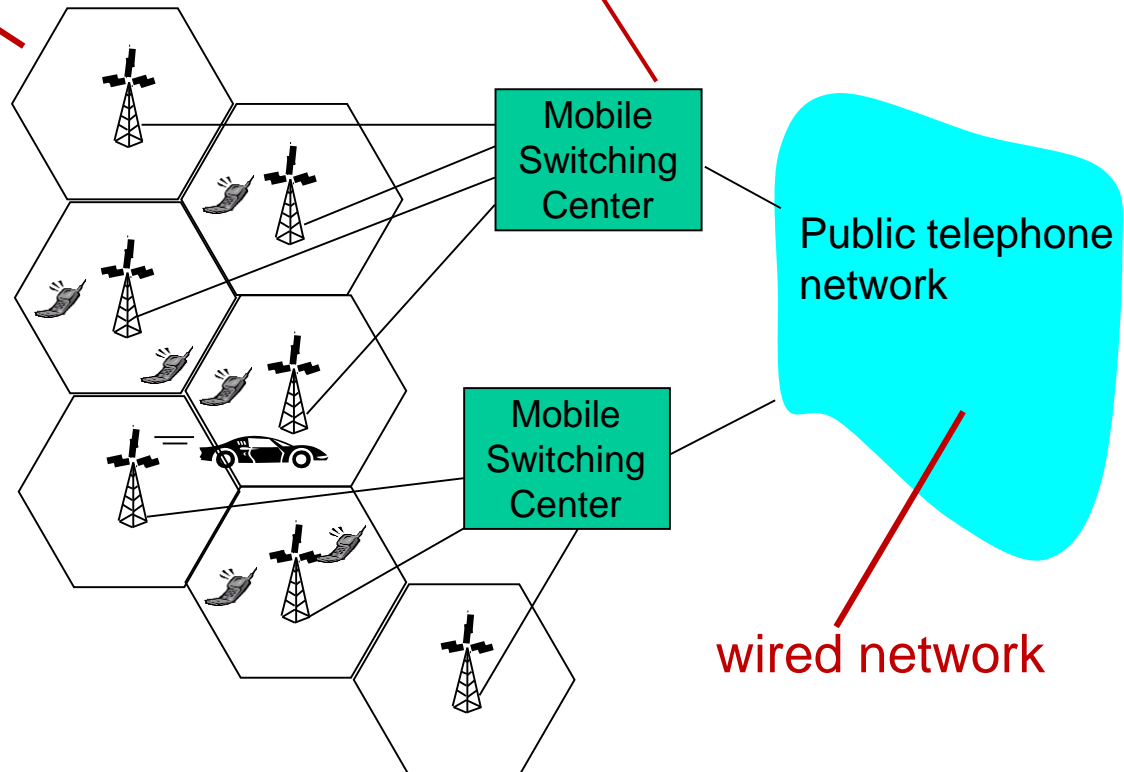 Mobile
Switching
Center
Public telephone
network
Mobile
Switching
Center
wired network